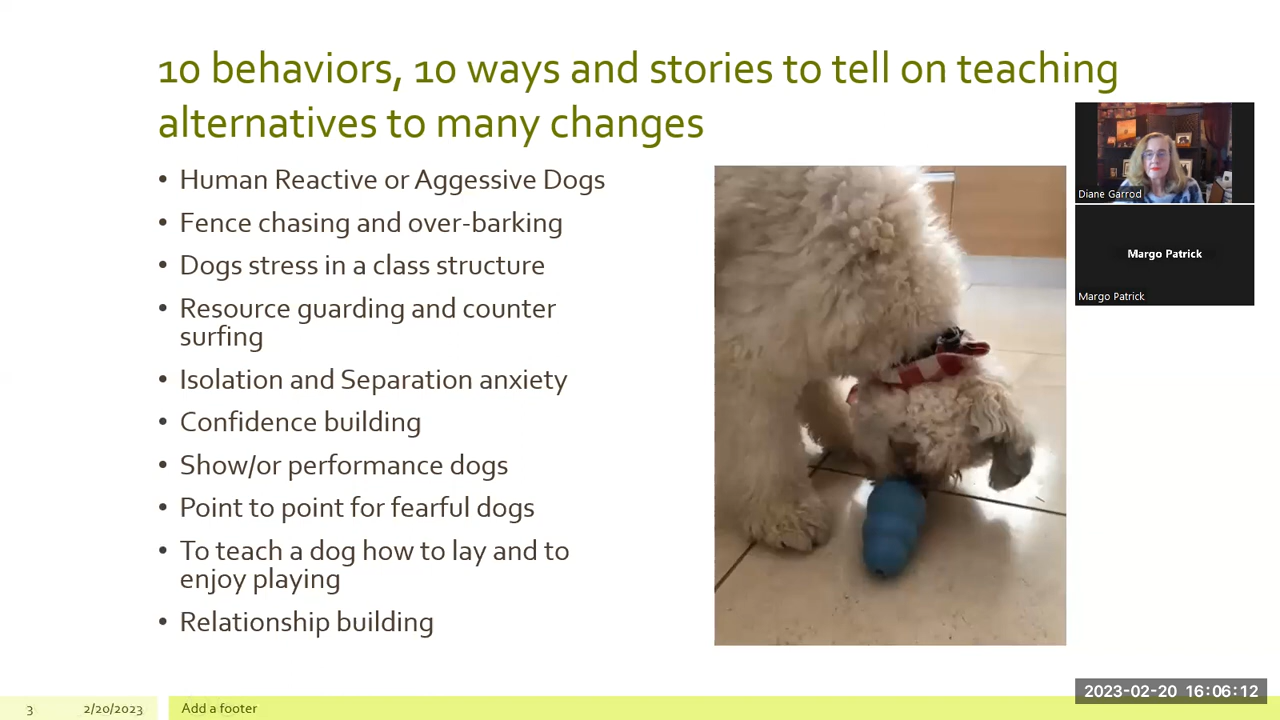 10 behaviors, 10 ways and stories to tell on teaching
alternatives to many changes
• Human Reactive or Aggessive Dogs
• Fence chasing and over-barking
• Dogs stress in a class structure
• Resource guarding and counter
surfing
• Isolation and Separation anxiety
• Confidence building
• Show/or performance dogs
• Point to point for fearful dogs
• To teach a dog how to lay and to
enjoy playing
• Relationship building
Diane Garrod
Margo Patrick
Margo Patrick
3
2/20/2023
Add a footer
2023-02-20 16:06:12